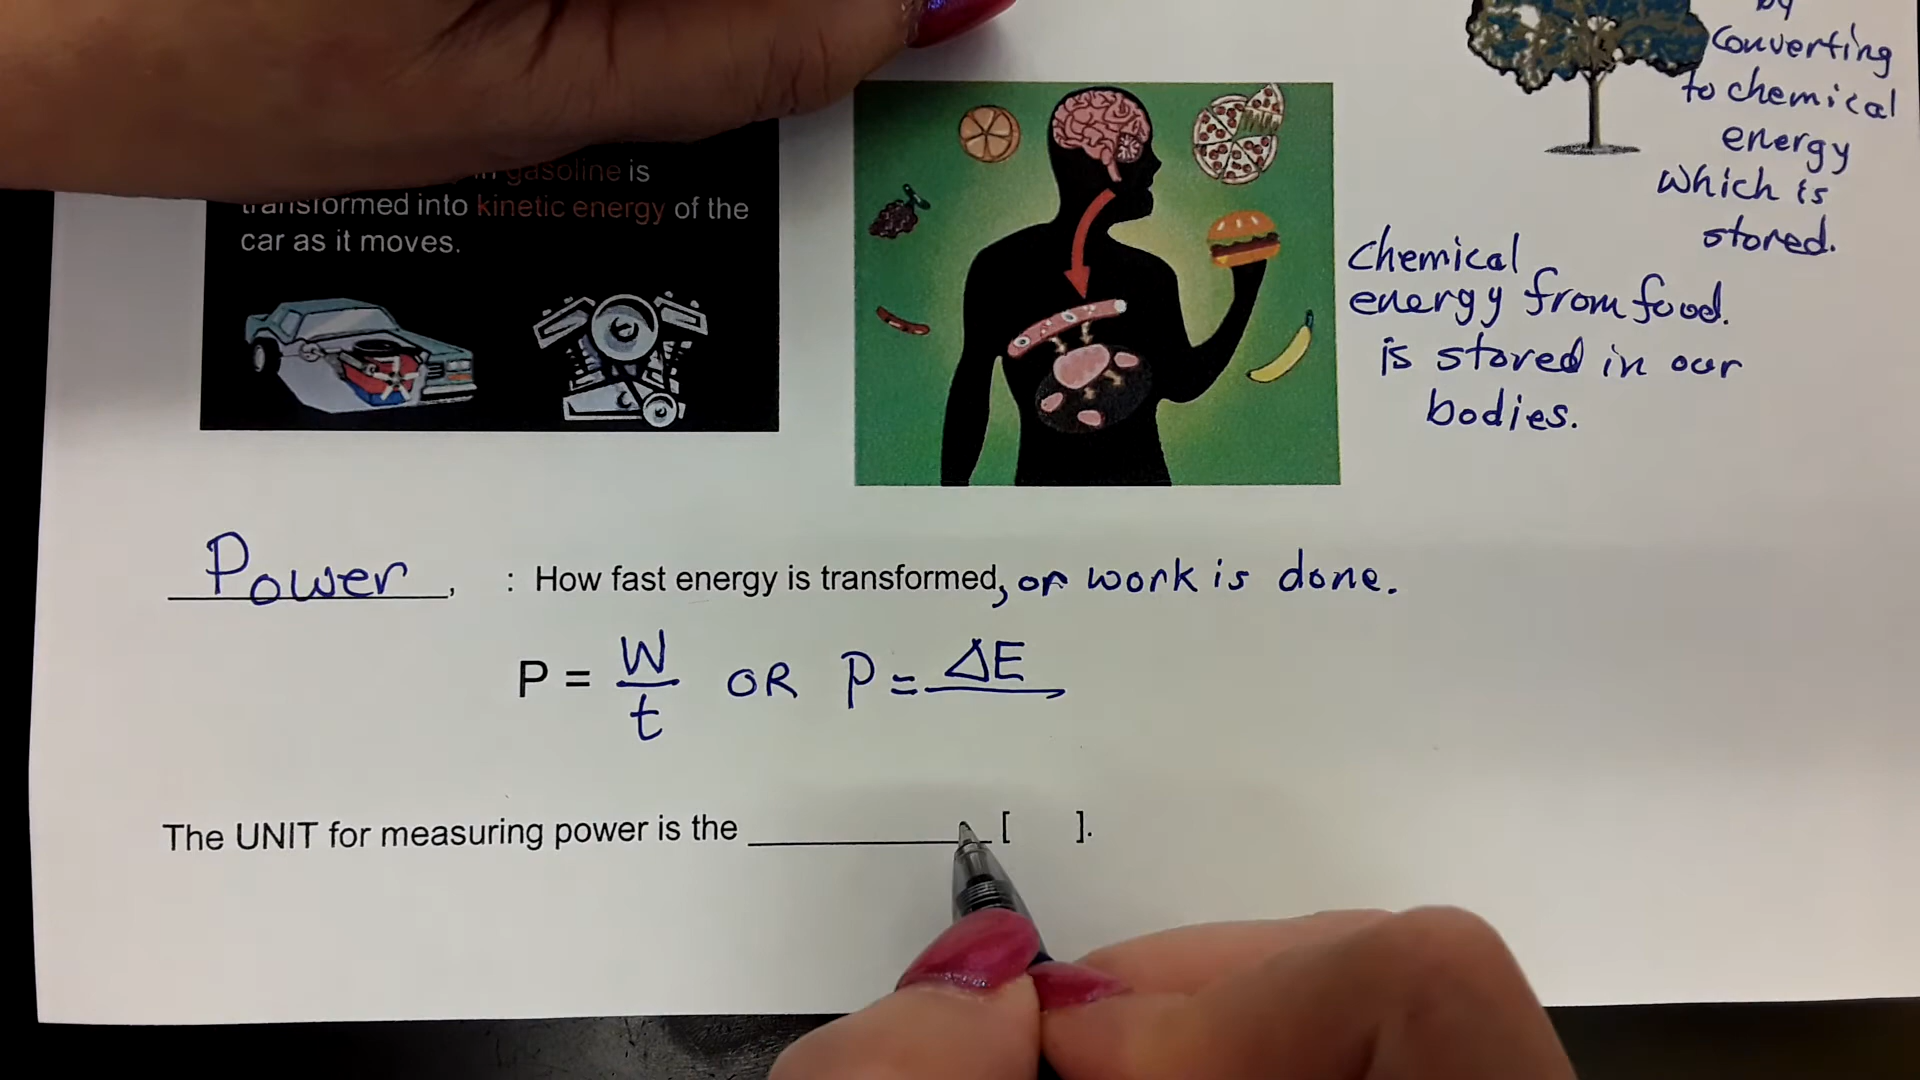 by
converting
to chemical
energy
which is
stored.
in gasoline is
transformed into kinetic energy of the
car as it moves.
Chemical
energy from food.
is stored in our
bodies.
Power, : How fast energy is transformed, or work is done.
P = W/t OR P = ΔE
The UNIT for measuring power is the __________ [ ].